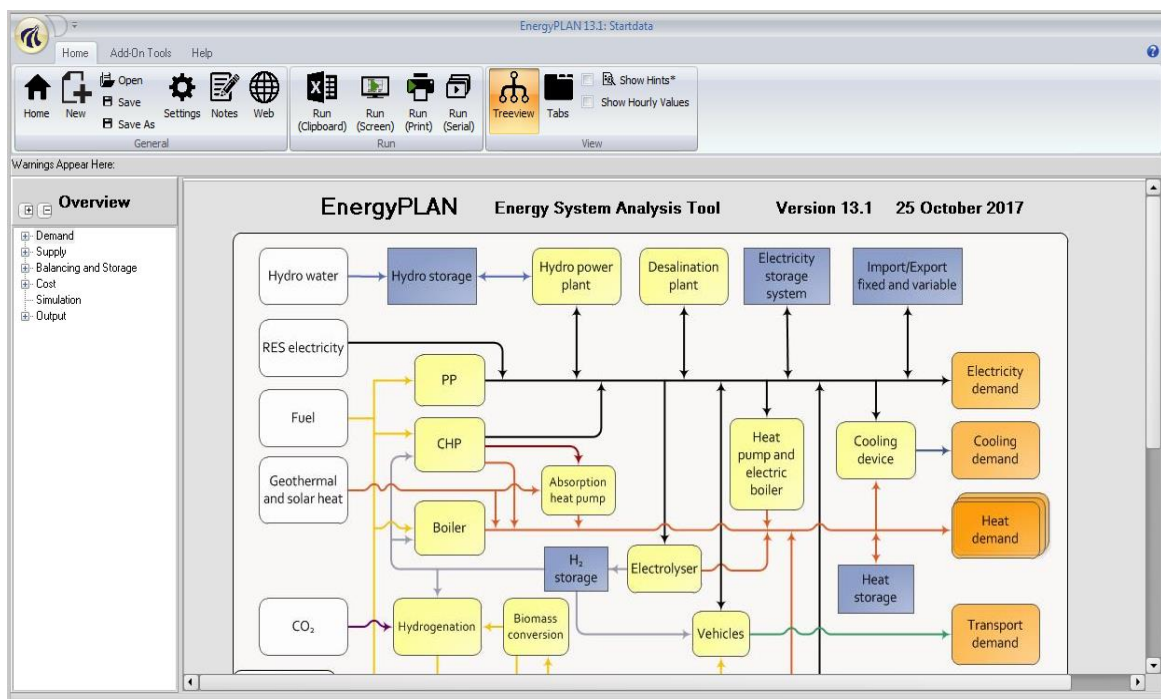 EnergyPLAN 13.1: Startdata
Home Add-On Tools Help
Home
New
Open
Save
Save As
Settings
Notes
Web
General
Run
(Clipboard)
Run
(Screen)
Run
(Print)
Run
(Serial)
Run
Treeview
Tabs
Show Hints*
Show Hourly Values
View
Warnings Appear Here:
Overview
Demand
Supply
Balancing and Storage
Cost
Simulation
Output
EnergyPLAN Energy System Analysis Tool Version 13.1 25 October 2017
Hydro water
Hydro storage
Hydro power
plant
Desalination
plant
Electricity
storage
system
Import/Export
fixed and variable
RES electricity
PP
Electricity
demand
Fuel
CHP
Heat
pump and
electric
boiler
Cooling
device
Cooling
demand
Geothermal
and solar heat
Absorption
heat pump
Boiler
Heat
demand
H₂
storage
Electrolyser
Heat
storage
CO₂
Hydrogenation
Biomass
conversion
Vehicles
Transport
demand